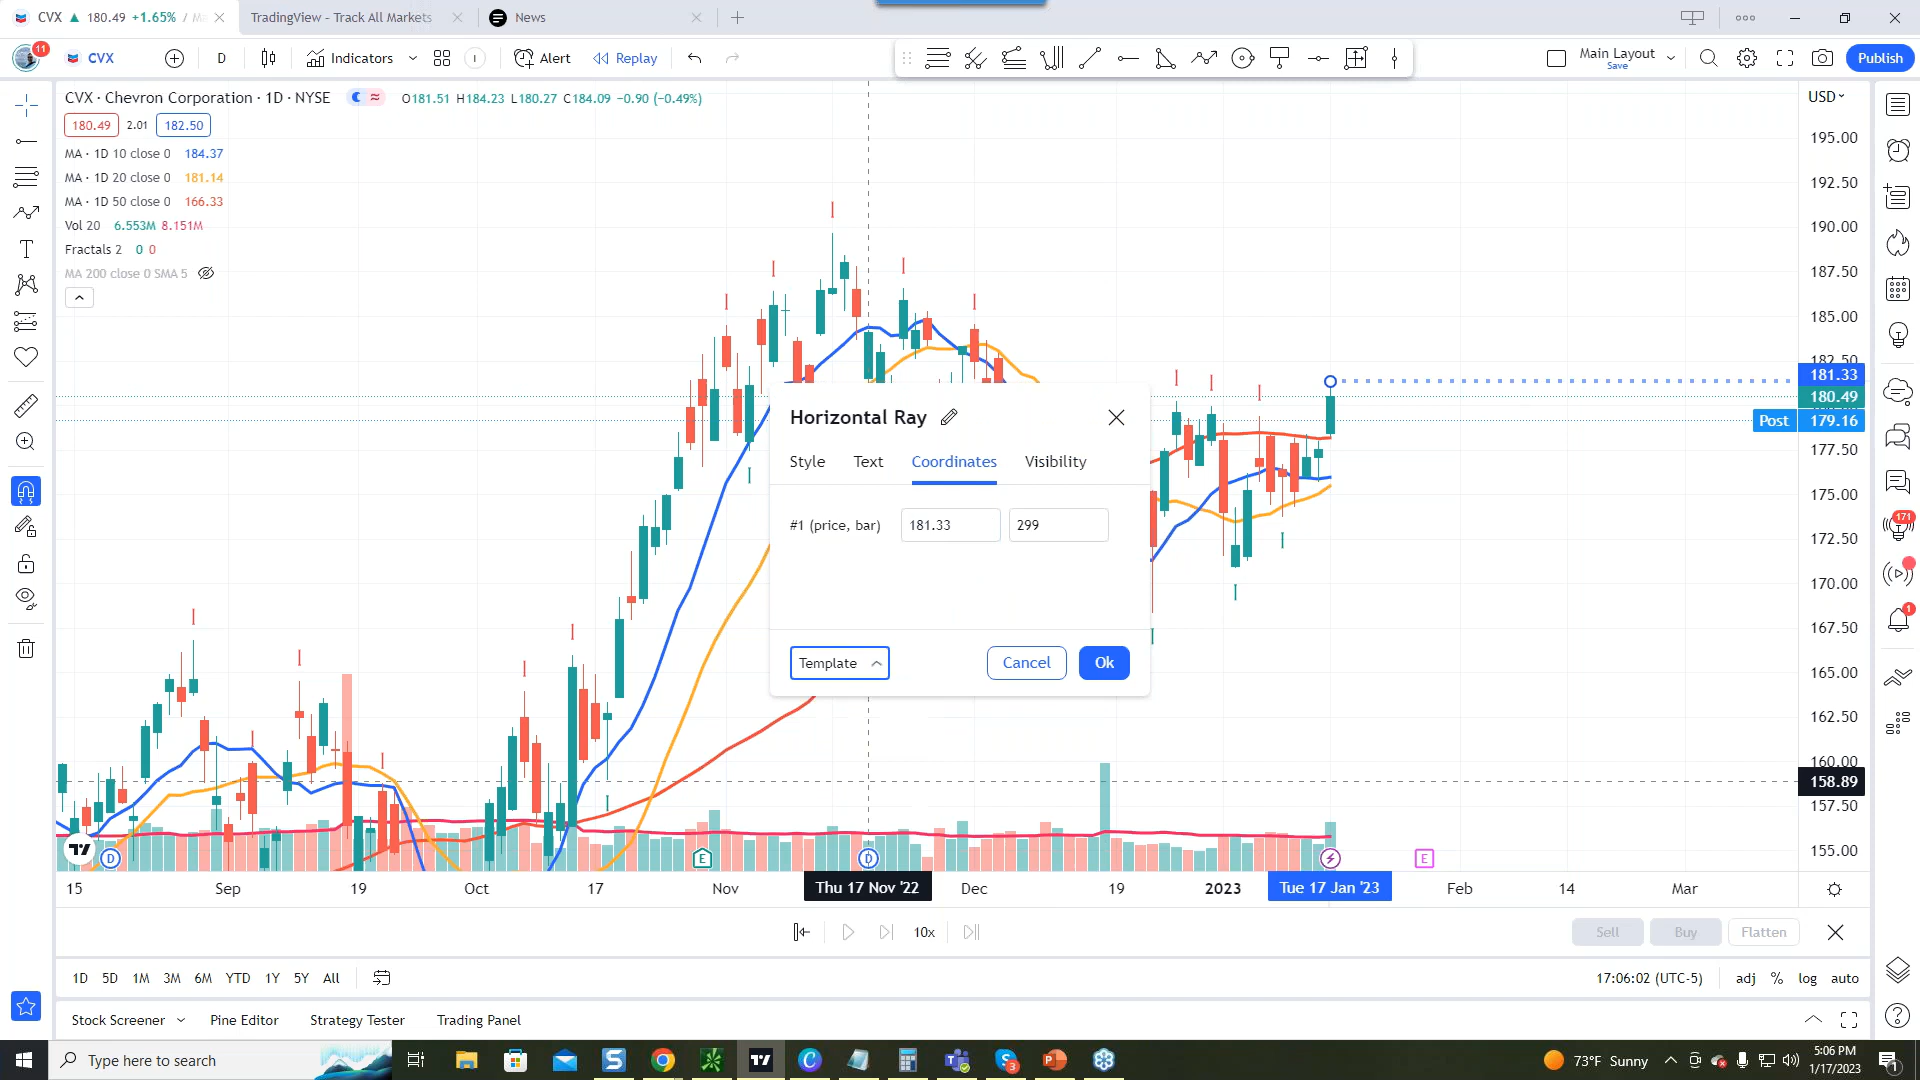 CVX ▲ 180.49 +1.65% /
TradingView - Track All Markets
News
11
CVX
D
Indicators
Alert
Replay
Main Layout
Save
Publish
CVX · Chevron Corporation · 1D · NYSE
O181.51 H184.23 L180.27 C184.09 −0.90 (−0.49%)
USD
180.49 2.01 182.50
MA · 1D 10 close 0 184.37
MA · 1D 20 close 0 181.14
MA · 1D 50 close 0 166.33
Vol 20 6.553M 8.151M
Fractals 2 0 0
MA 200 close 0 SMA 5
195.00
192.50
190.00
187.50
185.00
182.50
181.33
180.49
Post 179.16
177.50
175.00
172.50
170.00
167.50
165.00
162.50
160.00
158.89
157.50
155.00
Horizontal Ray
Style Text Coordinates Visibility
#1 (price, bar) 181.33 299
Template Cancel Ok
171
1
D E D E
15 Sep 19 Oct 17 Nov Thu 17 Nov '22 Dec 19 2023 Tue 17 Jan '23 Feb 14 Mar
10x
Sell Buy Flatten
1D 5D 1M 3M 6M YTD 1Y 5Y All
17:06:02 (UTC-5) adj % log auto
Stock Screener Pine Editor Strategy Tester Trading Panel
Type here to search
3
73°F Sunny
5:06 PM
1/17/2023
1